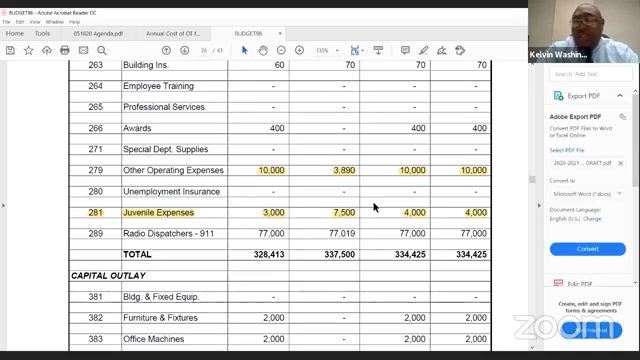 BUDGET98 - Adobe Acrobat Reader DC
File Edit View Window Help
051820 Agenda.pdf Annual Cost of OT f... BUDGET98 ×
26 / 63 135%
263 Building Ins. 60 70 70 70
264 Employee Training - - - -
265 Professional Services - - - -
266 Awards 400 - 400 400
271 Special Dept. Supplies - - - -
279 Other Operating Expenses 10,000 3,890 10,000 10,000
280 Unemployment Insurance - - - -
281 Juvenile Expenses 3,000 7,500 4,000 4,000
289 Radio Dispatchers - 911 77,000 77,019 77,000 77,000
TOTAL 328,413 337,500 334,425 334,425
CAPITAL OUTLAY
381 Bldg. & Fixed Equip. - - - -
382 Furniture & Fixtures 2,000 - 2,000 2,000
383 Office Machines 2,000 - 2,000 2,000
Kelvin Washin...
Search 'Add Text'
Export PDF
Adobe Export PDF
Convert PDF Files to Word or Excel Online
Select PDF File
2020-2021 ... DRAFT.pdf ×
Convert to
Microsoft Word (*.docx)
Document Language:
English (U.S.) Change
Convert
Edit PDF
Create, edit and sign PDF
forms & agreements
zoom